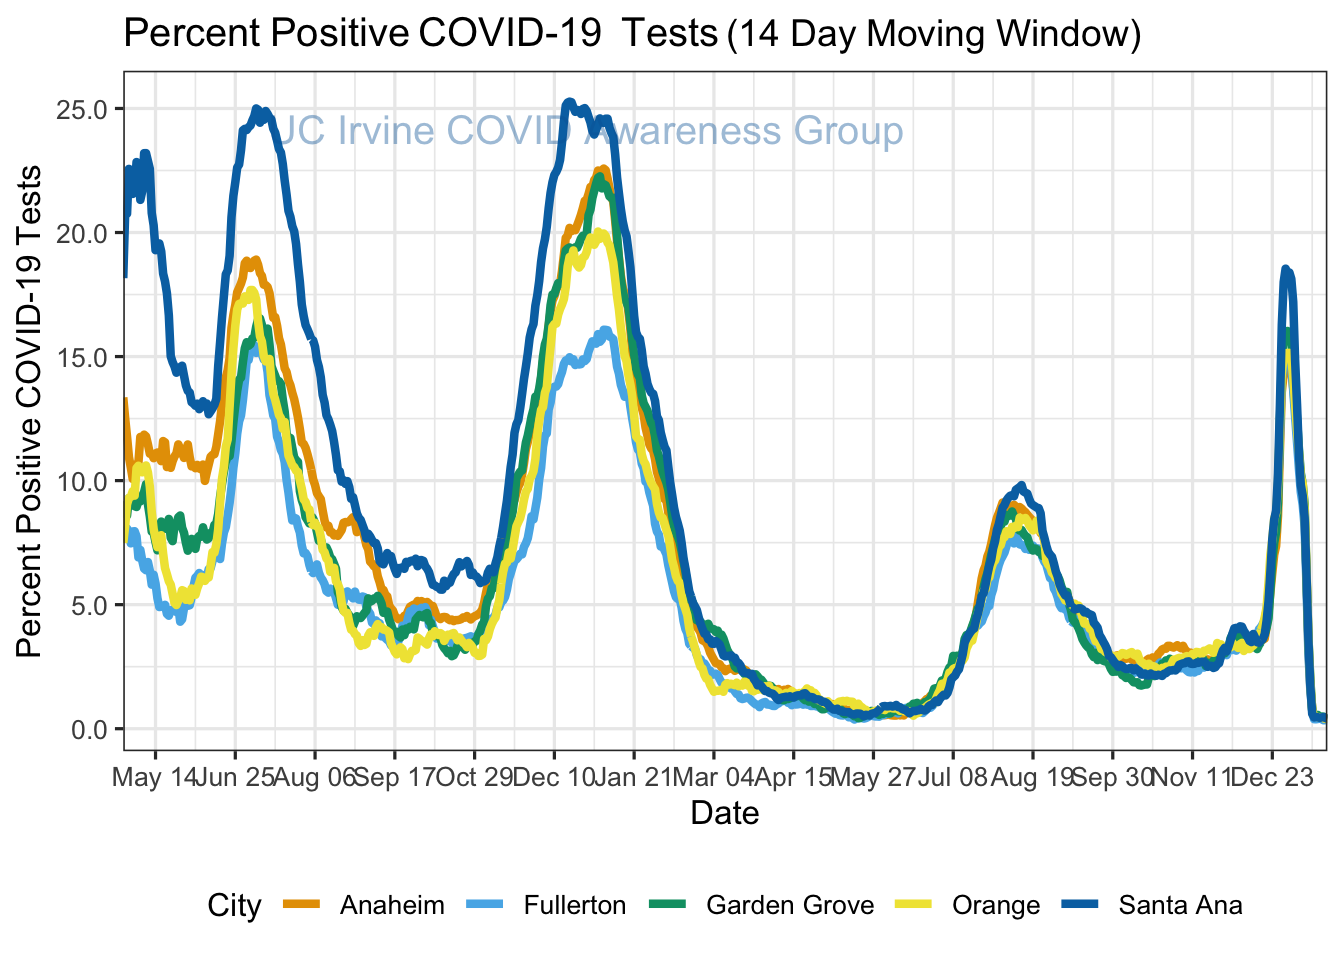 Percent Positive COVID-19 Tests (14 Day Moving Window)
JC Irvine COVID Awareness Group
Percent Positive COVID-19 Tests
25.0
20.0
15.0
10.0
5.0
0.0
May 14 Jun 25 Aug 06 Sep 17 Oct 29 Dec 10 Jan 21 Mar 04 Apr 15 May 27 Jul 08 Aug 19 Sep 30 Nov 11 Dec 23
Date
City Anaheim Fullerton Garden Grove Orange Santa Ana